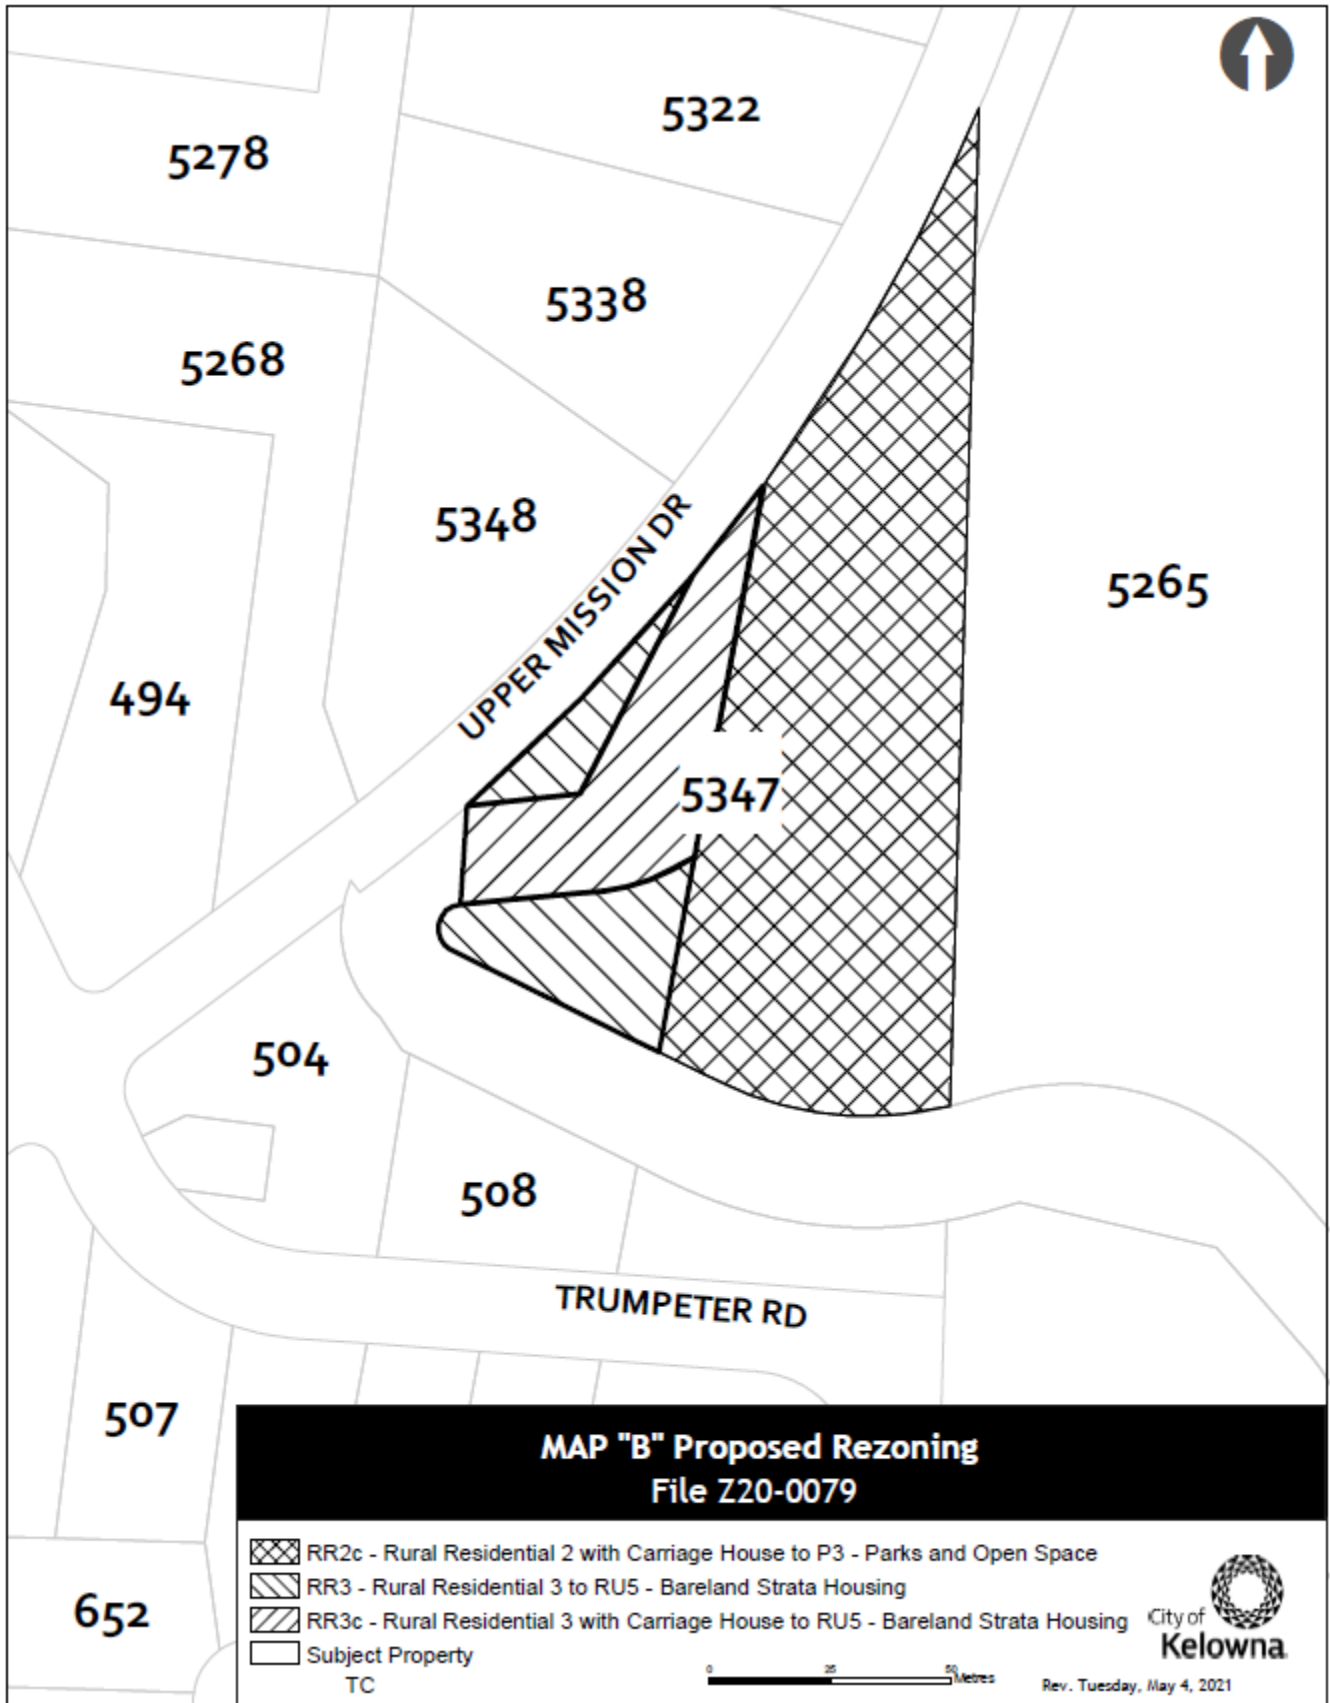 5322
5278
5338
5268
5348
UPPER MISSION DR
5265
494
5347
504
508
TRUMPETER RD
507
652
MAP "B" Proposed Rezoning
File Z20-0079
RR2c - Rural Residential 2 with Carriage House to P3 - Parks and Open Space
RR3 - Rural Residential 3 to RU5 - Bareland Strata Housing
RR3c - Rural Residential 3 with Carriage House to RU5 - Bareland Strata Housing
Subject Property
TC
0 25 50 Metres
City of
Kelowna
Rev. Tuesday, May 4, 2021